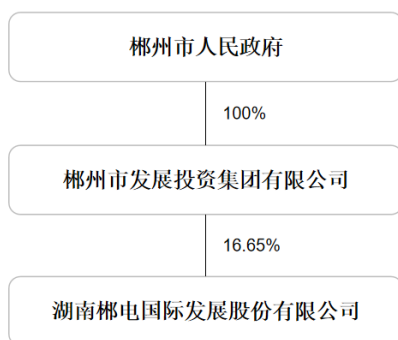 郴州市人民政府
100%
郴州市发展投资集团有限公司
16.65%
湖南郴电国际发展股份有限公司